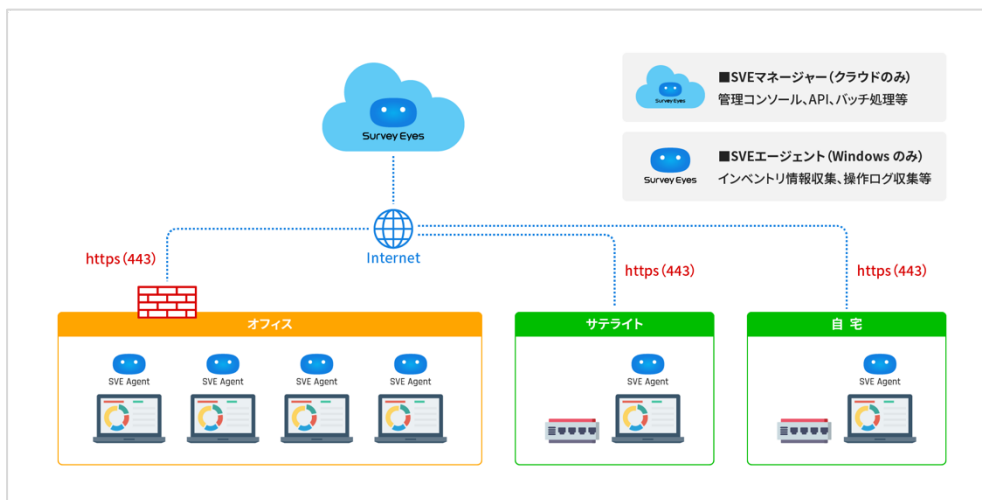 Survey Eyes
■SVEマネージャー(クラウドのみ)
Survey Eyes
管理コンソール、API、バッチ処理等
■SVEエージェント(Windows のみ)
Survey Eyes
インベントリ情報収集、操作ログ収集等
Internet
https(443)
https(443)
https(443)
オフィス
サテライト
自 宅
SVE Agent
SVE Agent
SVE Agent
SVE Agent
SVE Agent
SVE Agent